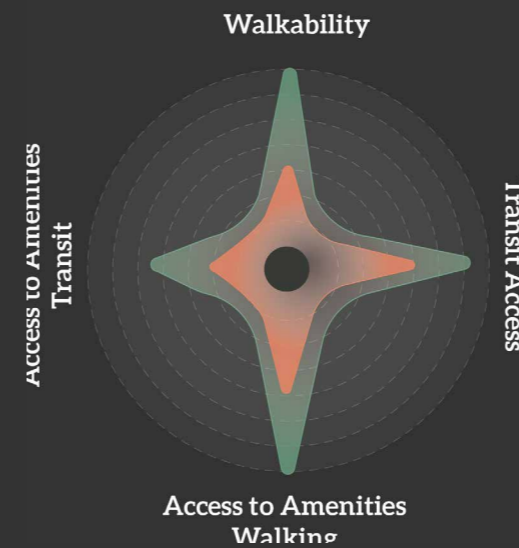 Walkability
Access to Amenities
Transit
Transit Access
Access to Amenities
Walking